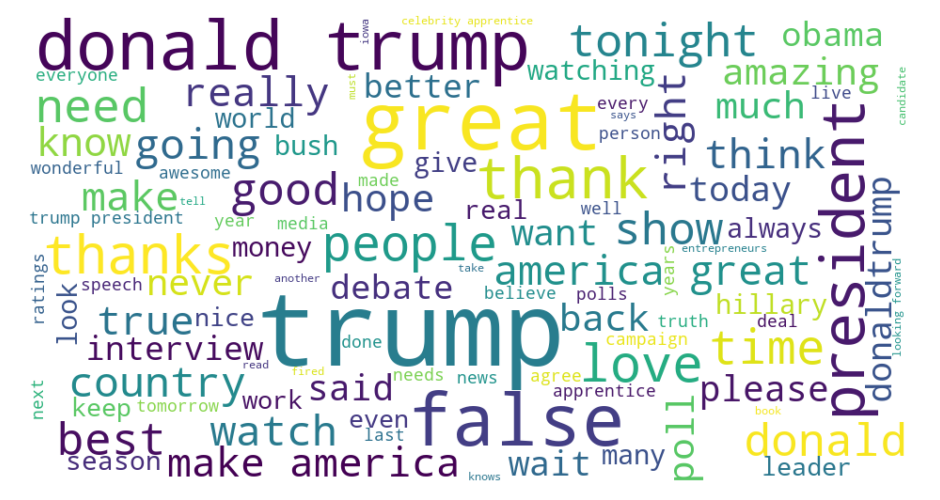 celebrity apprentice
donald trump
iowa
tonight
obama
everyone
really
must
better
watching
amazing
need
great
every
much
live
candidate
says
know
going
world
bush
person
right
president
think
wonderful
awesome
give
thank
make
tell
good
made
hope
today
donaldtrump
real
well
trump president
year
media
show
always
thanks
money
people
want
entrepreneurs
ratings
look
speech
never
another
debate
take
america
years
great
looking forward
believe
polls
hillary
true
nice
trump
back
truth
deal
interview
done
campaign
love
time
read
fired
country
next
keep
tomorrow
work
said
needs
news
agree
apprentice
please
best
watch
even
last
false
poll
book
donald
season
make america
knows
wait
many
leader